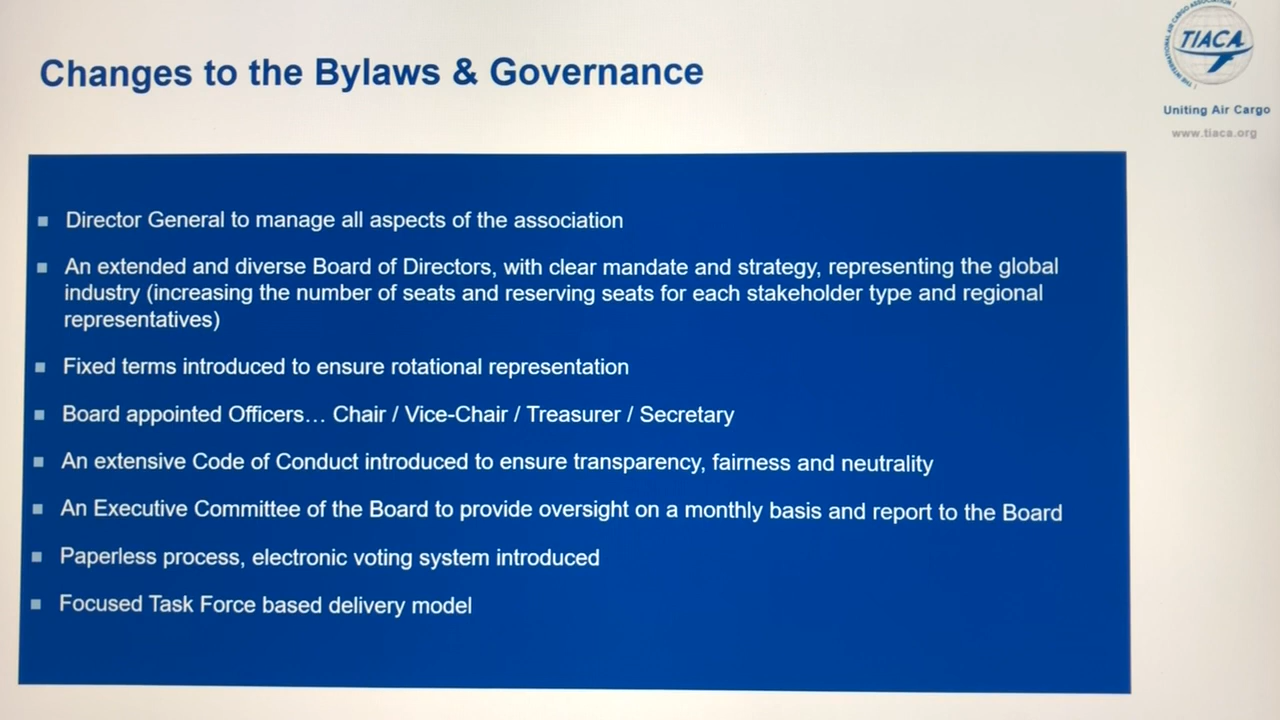 Changes to the Bylaws & Governance
THE INTERNATIONAL AIR CARGO ASSOCIATION
TIACA
Uniting Air Cargo
www.tiaca.org
▪ Director General to manage all aspects of the association
▪ An extended and diverse Board of Directors, with clear mandate and strategy, representing the global
industry (increasing the number of seats and reserving seats for each stakeholder type and regional
representatives)
▪ Fixed terms introduced to ensure rotational representation
▪ Board appointed Officers… Chair / Vice-Chair / Treasurer / Secretary
▪ An extensive Code of Conduct introduced to ensure transparency, fairness and neutrality
▪ An Executive Committee of the Board to provide oversight on a monthly basis and report to the Board
▪ Paperless process, electronic voting system introduced
▪ Focused Task Force based delivery model